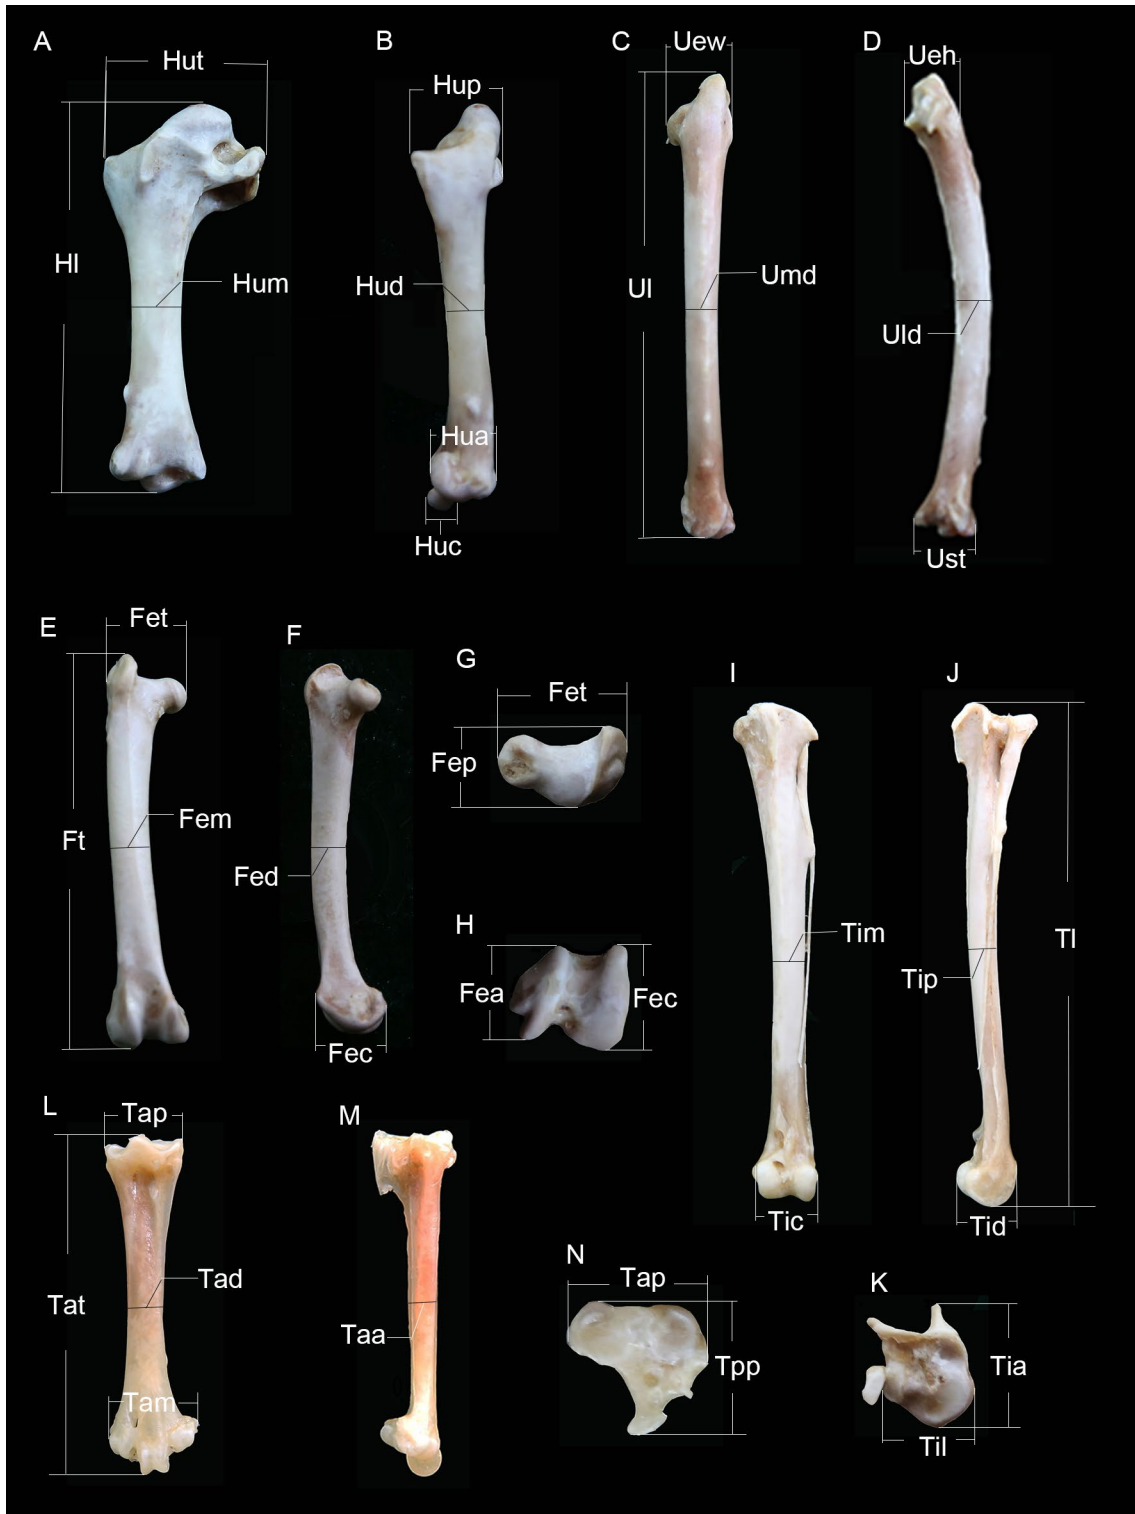 A
Hut
Hl
Hum
B
Hup
Hud
Hua
Huc
C
Uew
Ul
Umd
D
Ueh
Uld
Ust
E
Fet
Ft
Fem
F
Fed
Fec
G
Fet
Fep
H
Fea
Fec
I
Tim
Tic
J
Tl
Tip
Tid
L
Tap
Tat
Tad
Tam
M
Taa
N
Tap
Tpp
K
Tia
Til